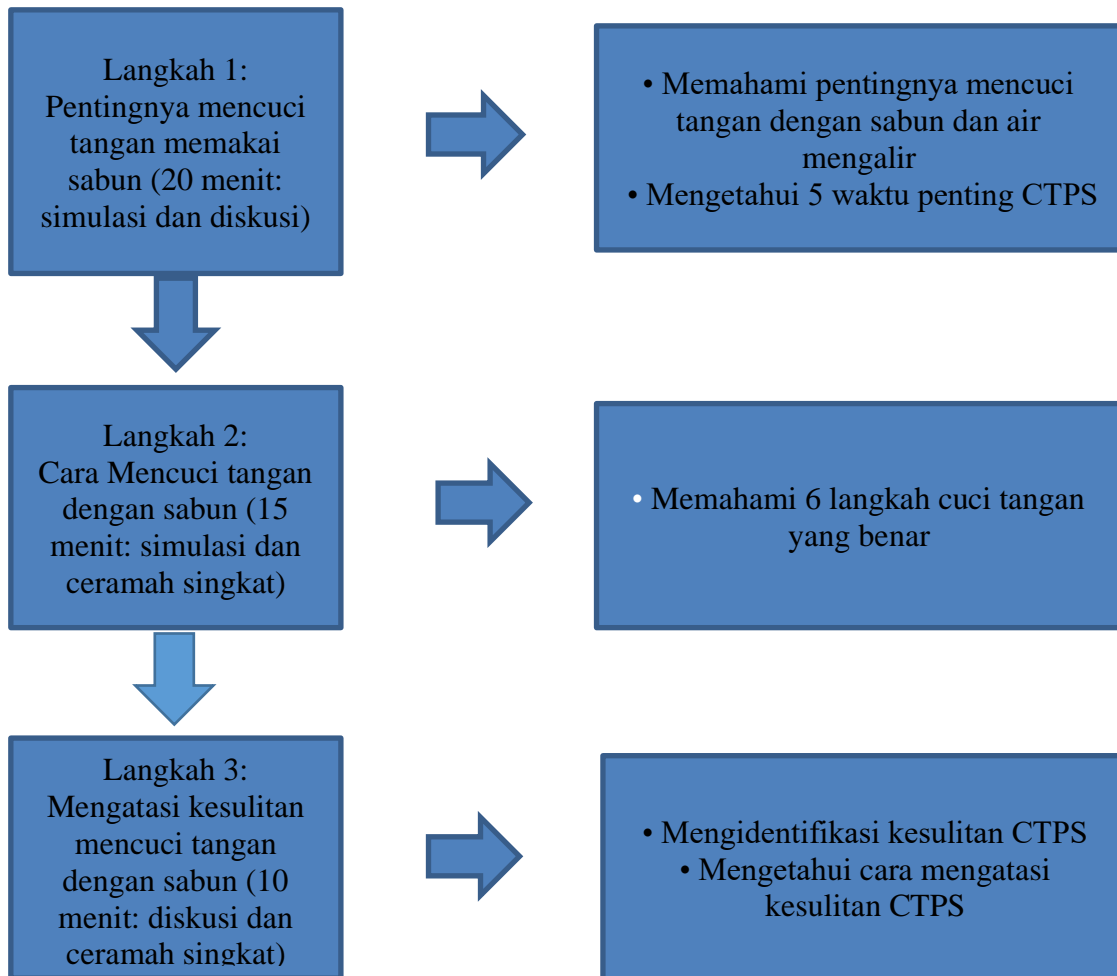 Langkah 1:
Pentingnya mencuci
tangan memakai
sabun (20 menit:
simulasi dan diskusi)
• Memahami pentingnya mencuci
tangan dengan sabun dan air
mengalir
• Mengetahui 5 waktu penting CTPS
Langkah 2:
Cara Mencuci tangan
dengan sabun (15
menit: simulasi dan
ceramah singkat)
• Memahami 6 langkah cuci tangan
yang benar
Langkah 3:
Mengatasi kesulitan
mencuci tangan
dengan sabun (10
menit: diskusi dan
ceramah singkat)
• Mengidentifikasi kesulitan CTPS
• Mengetahui cara mengatasi
kesulitan CTPS